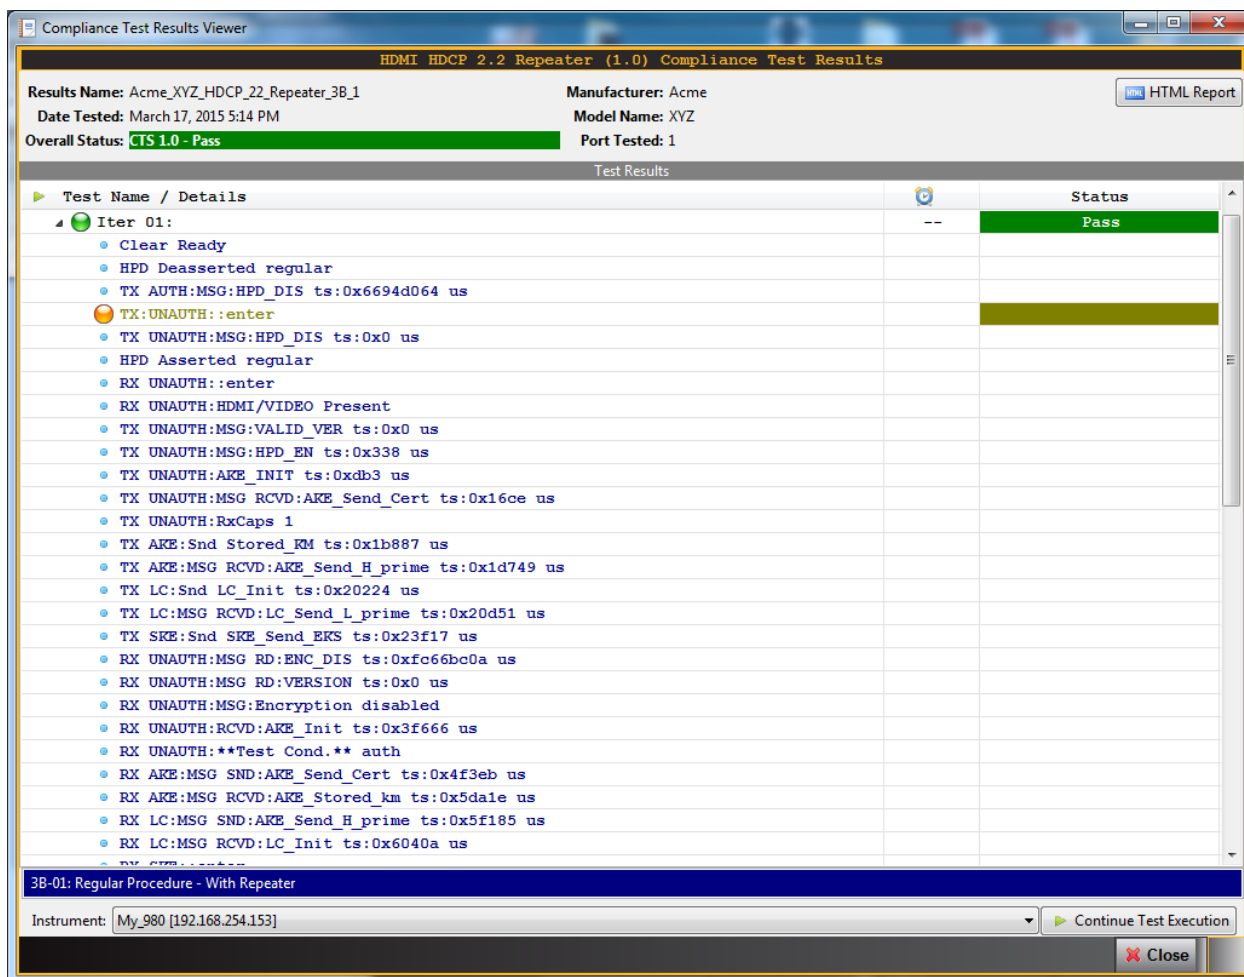 Compliance Test Results Viewer
HDMI HDCP 2.2 Repeater (1.0) Compliance Test Results
Results Name: Acme_XYZ_HDCP_22_Repeater_3B_1 Manufacturer: Acme HTML Report
Date Tested: March 17, 2015 5:14 PM Model Name: XYZ
Overall Status: CTS 1.0 - Pass Port Tested: 1
Test Results
Test Name / Details Status
Iter 01: -- Pass
Clear Ready
HPD Deasserted regular
TX AUTH:MSG:HPD_DIS ts:0x6694d064 us
TX:UNAUTH::enter
TX UNAUTH:MSG:HPD_DIS ts:0x0 us
HPD Asserted regular
RX UNAUTH::enter
RX UNAUTH:HDMI/VIDEO Present
TX UNAUTH:MSG:VALID_VER ts:0x0 us
TX UNAUTH:MSG:HPD_EN ts:0x338 us
TX UNAUTH:AKE_INIT ts:0xdb3 us
TX UNAUTH:MSG RCVD:AKE_Send_Cert ts:0x16ce us
TX UNAUTH:RxCaps 1
TX AKE:Snd Stored_KM ts:0x1b887 us
TX AKE:MSG RCVD:AKE_Send_H_prime ts:0x1d749 us
TX LC:Snd LC_Init ts:0x20224 us
TX LC:MSG RCVD:LC_Send_L_prime ts:0x20d51 us
TX SKE:Snd SKE_Send_EKS ts:0x23f17 us
RX UNAUTH:MSG RD:ENC_DIS ts:0xfc66bc0a us
RX UNAUTH:MSG RD:VERSION ts:0x0 us
RX UNAUTH:MSG:Encryption disabled
RX UNAUTH:RCVD:AKE_Init ts:0x3f666 us
RX UNAUTH:**Test Cond.** auth
RX AKE:MSG SND:AKE_Send_Cert ts:0x4f3eb us
RX AKE:MSG RCVD:AKE_Stored_km ts:0x5da1e us
RX LC:MSG SND:AKE_Send_H_prime ts:0x5f185 us
RX LC:MSG RCVD:LC_Init ts:0x6040a us
3B-01: Regular Procedure - With Repeater
Instrument: My_980 [192.168.254.153] Continue Test Execution
Close